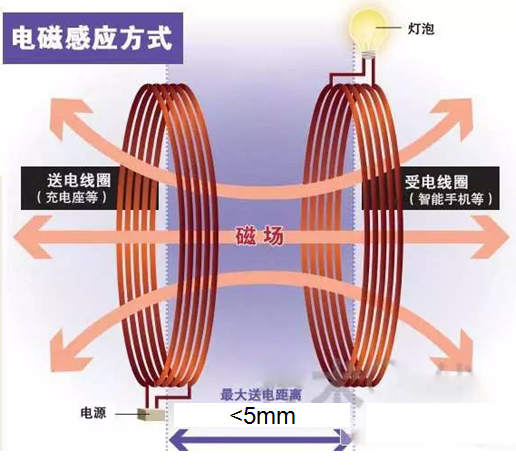 电磁感应方式
灯泡
送电线圈
（充电座等）
受电线圈
（智能手机等）
磁场
最大送电距离
<5mm
电源